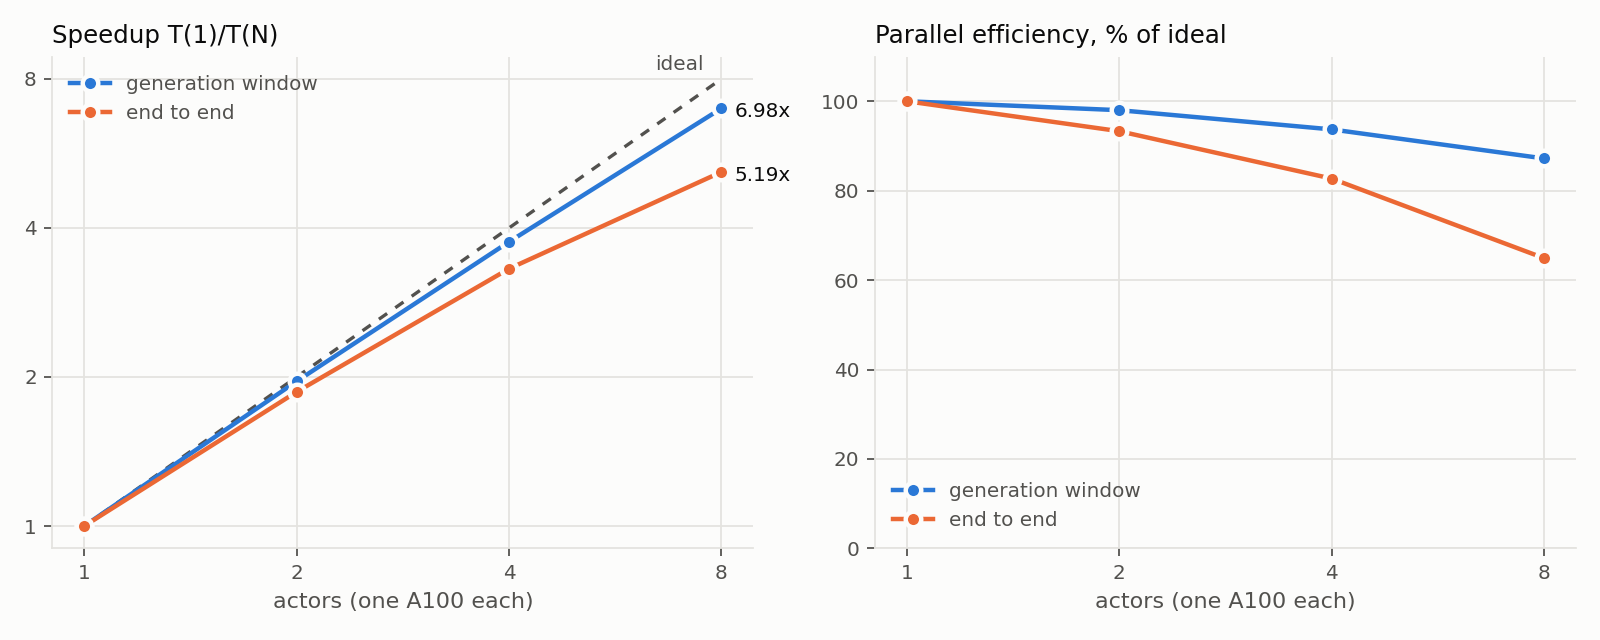 Speedup T(1)/T(N)
ideal
8
generation window
end to end
6.98x
5.19x
4
2
1
1 2 4 8
actors (one A100 each)
Parallel efficiency, % of ideal
100
80
60
40
20
generation window
end to end
0
1 2 4 8
actors (one A100 each)